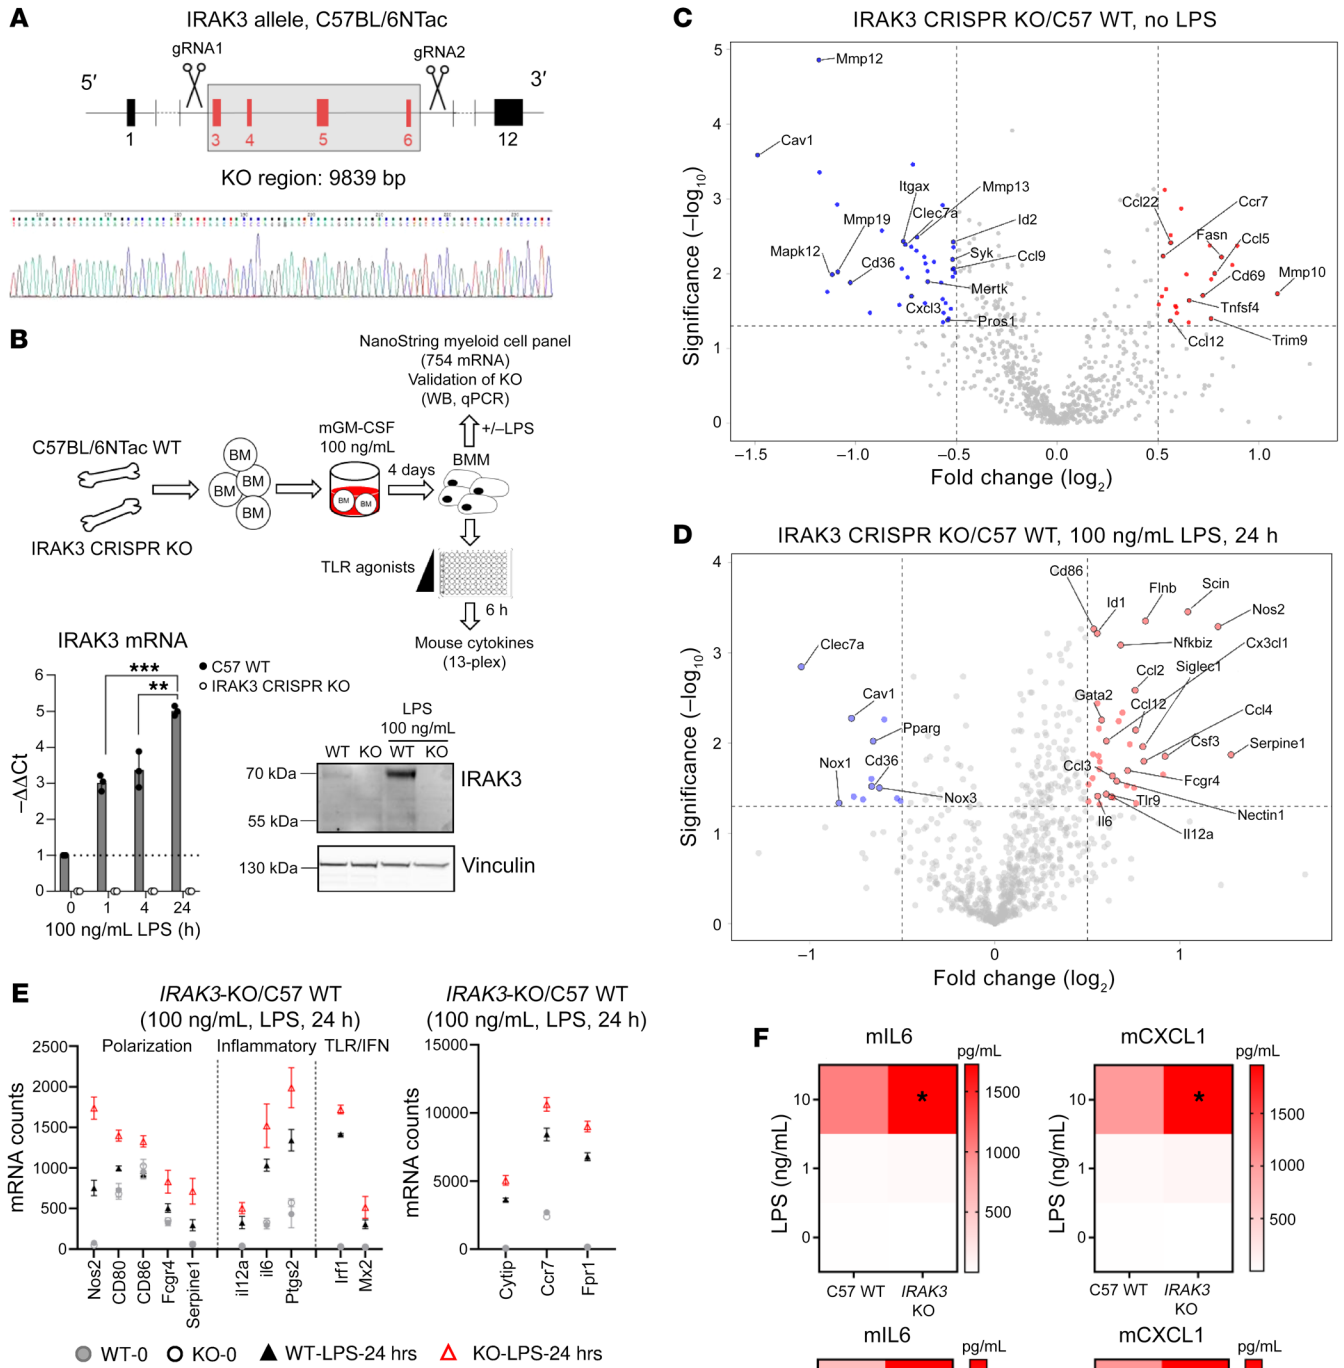 A
IRAK3 allele, C57BL/6NTac
gRNA1
gRNA2
5′
3′
1
3
4
5
6
12
KO region: 9839 bp
B
NanoString myeloid cell panel
(754 mRNA)
Validation of KO
(WB, qPCR)
+/–LPS
C57BL/6NTac WT
mGM-CSF
100 ng/mL
4 days
BMM
BM
BM
BM
BM
BM
BM
IRAK3 CRISPR KO
TLR agonists
6 h
Mouse cytokines
(13-plex)
IRAK3 mRNA
C57 WT
IRAK3 CRISPR KO
***
**
–ΔΔCt
6
5
4
3
2
1
0
0 1 4 24
100 ng/mL LPS (h)
LPS
100 ng/mL
WT KO WT KO
70 kDa
IRAK3
55 kDa
130 kDa
Vinculin
C
IRAK3 CRISPR KO/C57 WT, no LPS
Significance (–log10)
5
4
3
2
1
0
Mmp12
Cav1
Itgax
Mmp13
Clec7a
Mmp19
Id2
Mapk12
Syk
Ccl9
Cd36
Mertk
Cxcl3
Pros1
Ccl22
Ccr7
Fasn
Ccl5
Cd69
Mmp10
Tnfsf4
Ccl12
Trim9
–1.5 –1.0 –0.5 0.0 0.5 1.0
Fold change (log2)
D
IRAK3 CRISPR KO/C57 WT, 100 ng/mL LPS, 24 h
Significance (–log10)
4
3
2
1
0
Cd86
Flnb
Scin
Id1
Nos2
Clec7a
Nfkbiz
Cx3cl1
Siglec1
Ccl2
Cav1
Gata2
Ccl12
Ccl4
Pparg
Csf3
Serpine1
Nox1
Cd36
Ccl3
Fcgr4
Nox3
Tlr9
Nectin1
Il6
Il12a
–1 0 1
Fold change (log2)
E
IRAK3-KO/C57 WT
(100 ng/mL, LPS, 24 h)
Polarization Inflammatory TLR/IFN
mRNA counts
2500
2000
1500
1000
500
0
Nos2
CD80
CD86
Fcgr4
Serpine1
il12a
il6
Ptgs2
Irf1
Mx2
IRAK3-KO/C57 WT
(100 ng/mL, LPS, 24 h)
mRNA counts
15000
10000
5000
0
Cytip
Ccr7
Fpr1
WT-0 KO-0 WT-LPS-24 hrs KO-LPS-24 hrs
F
mIL6
pg/mL
LPS (ng/mL)
10
1
0
*
1500
1000
500
C57 WT IRAK3
KO
mCXCL1
pg/mL
LPS (ng/mL)
10
1
0
*
1500
1000
500
C57 WT IRAK3
KO
mIL6
pg/mL
mCXCL1
pg/mL